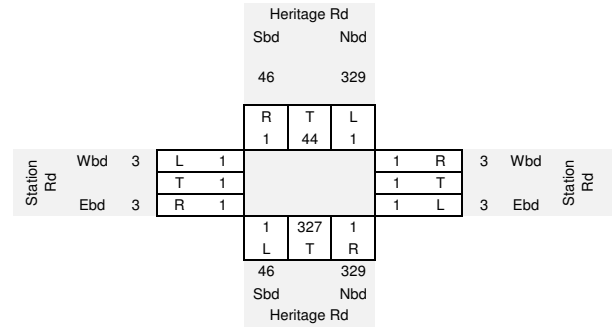 Heritage Rd
Sbd Nbd
46 329
R T L
1 44 1
Station Rd
Wbd 3 L 1
T 1
Ebd 3 R 1
1 R 3 Wbd
1 T
1 L 3 Ebd
Station Rd
1 327 1
L T R
46 329
Sbd Nbd
Heritage Rd